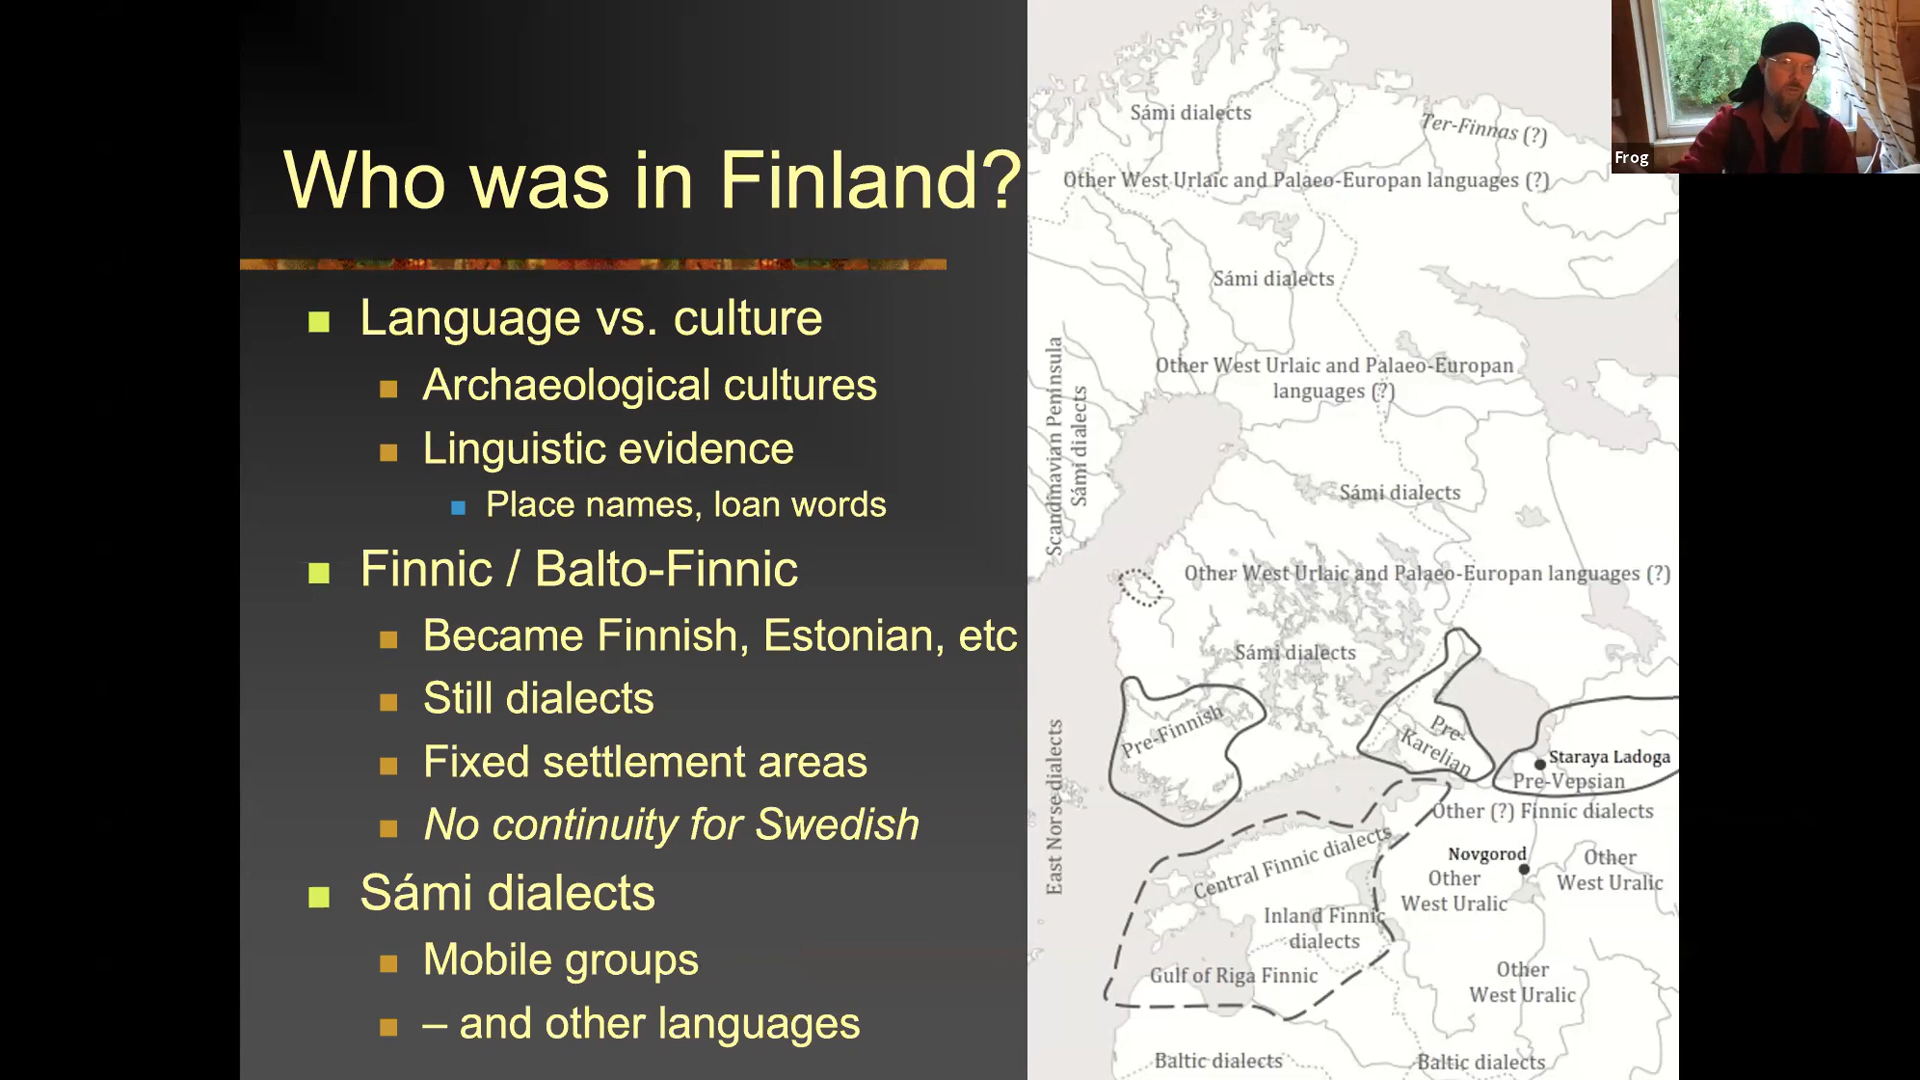 Who was in Finland?
Language vs. culture
Archaeological cultures
Linguistic evidence
Place names, loan words
Finnic / Balto-Finnic
Became Finnish, Estonian, etc
Still dialects
Fixed settlement areas
No continuity for Swedish
Sámi dialects
Mobile groups
– and other languages
Sámi dialects
Ter-Finnas (?)
Other West Urlaic and Palaeo-Europan languages (?)
Sámi dialects
Other West Urlaic and Palaeo-Europan
languages (?)
Scandinavian Peninsula
Sámi dialects
Sámi dialects
Other West Urlaic and Palaeo-Europan languages (?)
Sámi dialects
Pre-Finnish
Pre-
Karelian
Staraya Ladoga
Pre-Vepsian
Other (?) Finnic dialects
East Norse dialects
Central Finnic dialects
Novgorod
Other
West Uralic
Other
West Uralic
Inland Finnic
dialects
Gulf of Riga Finnic
Other
West Uralic
Baltic dialects
Baltic dialects
Frog